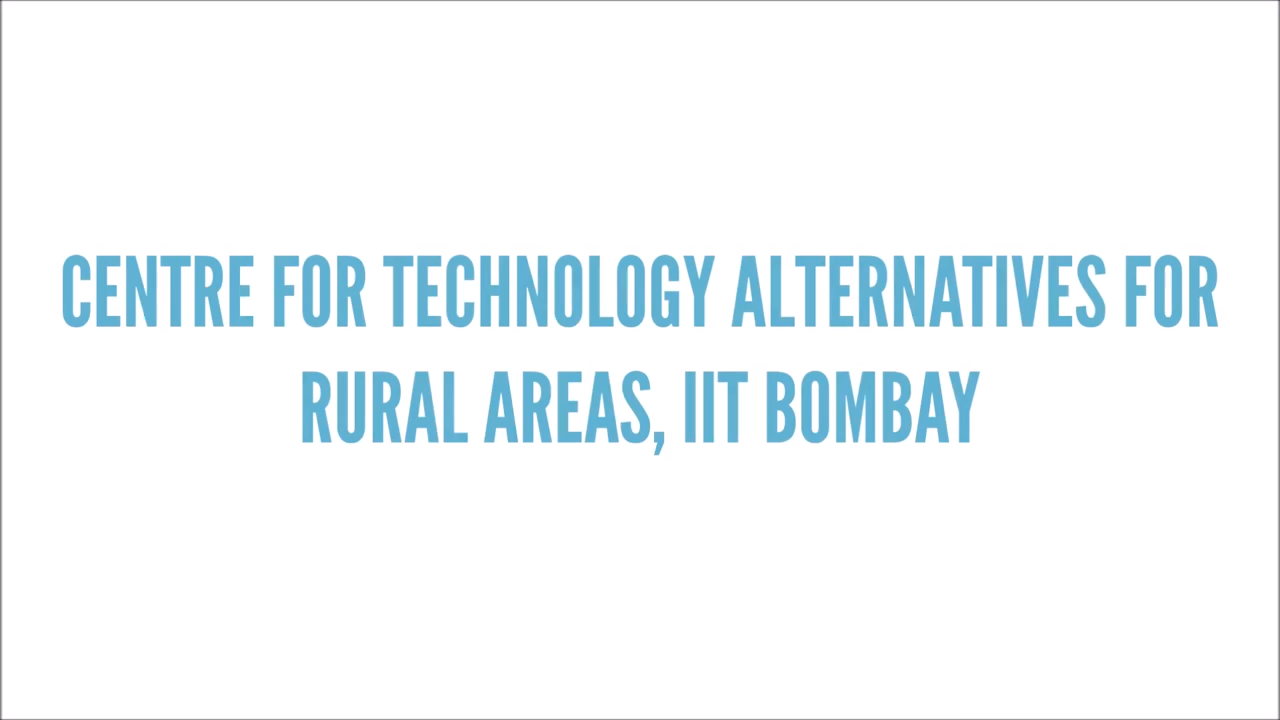 CENTRE FOR TECHNOLOGY ALTERNATIVES FOR
RURAL AREAS, IIT BOMBAY